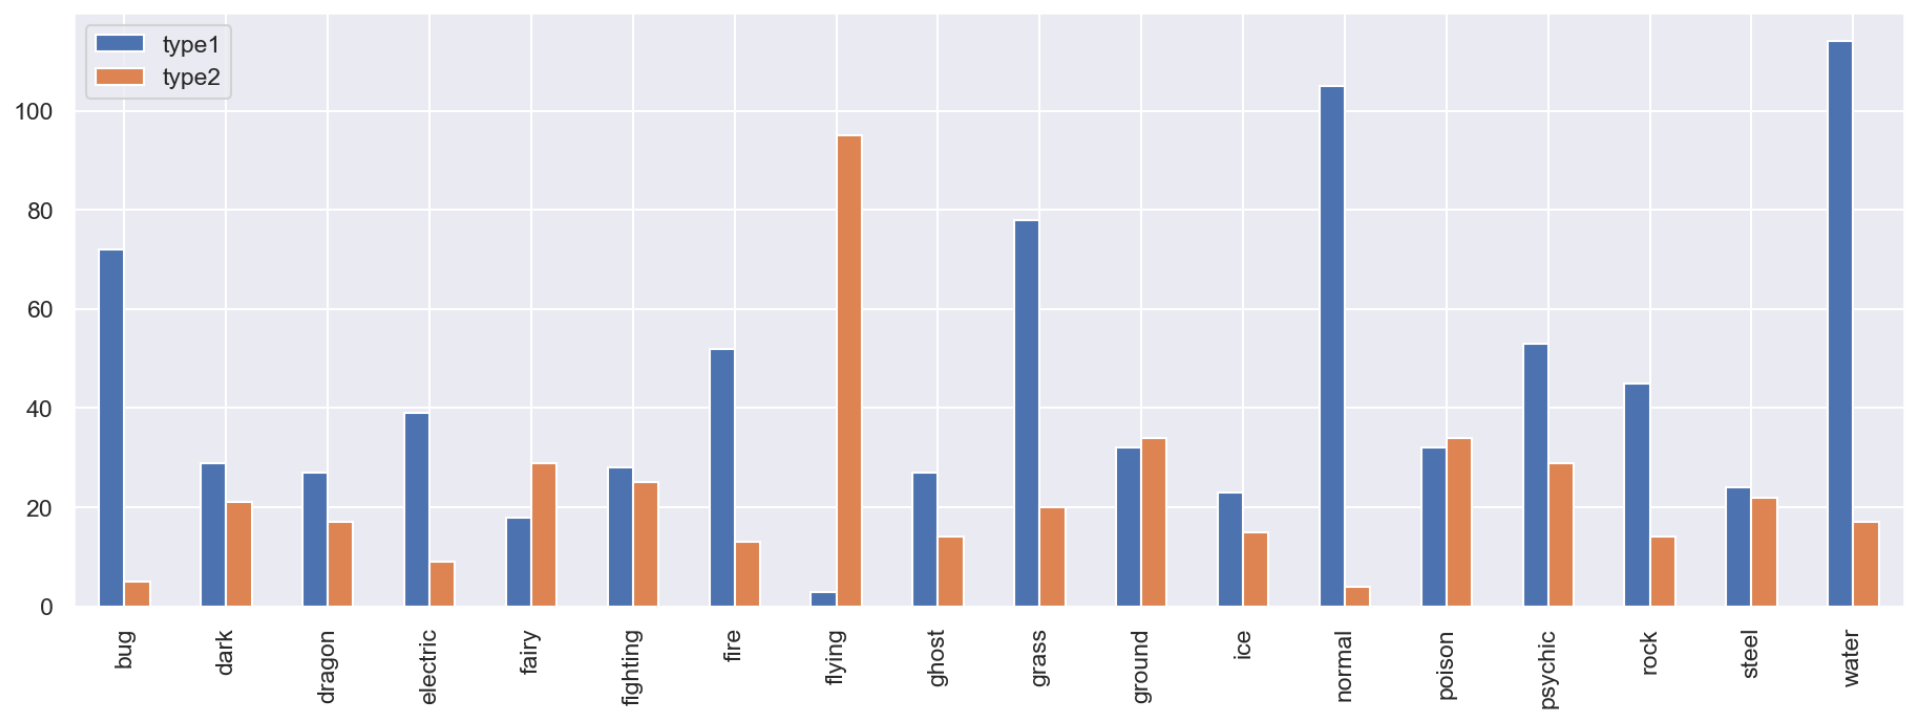 type1
type2
100
80
60
40
20
0
bug
dark
dragon
electric
fairy
fighting
fire
flying
ghost
grass
ground
ice
normal
poison
psychic
rock
steel
water